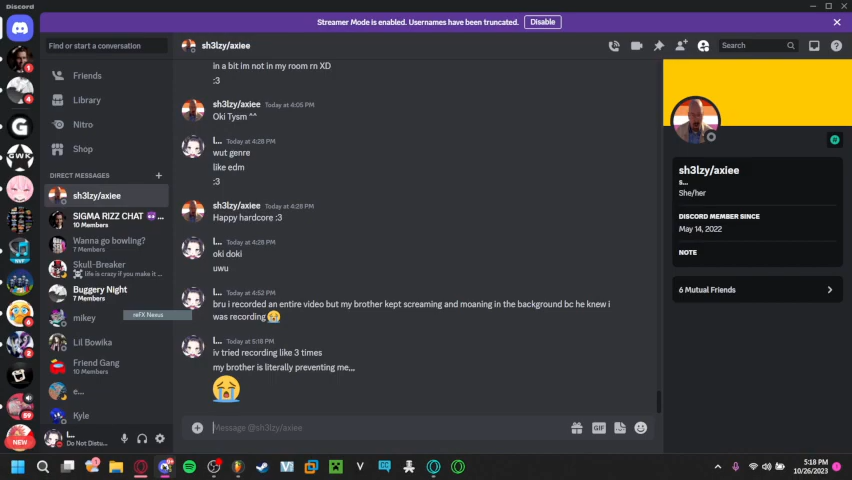 Discord
Streamer Mode is enabled. Usernames have been truncated.
Disable
Find or start a conversation
sh3lzy/axiee
Search
Friends
Library
Nitro
Shop
DIRECT MESSAGES
sh3lzy/axiee
SIGMA RIZZ CHAT
10 Members
Wanna go bowling?
7 Members
Skull-Breaker
life is crazy if you make it ...
Buggery Night
7 Members
mikey
reFX Nexus
Lil Bowika
Friend Gang
10 Members
e...
Kyle
l...
Do Not Distu...
in a bit im not in my room rn XD
:3
sh3lzy/axiee Today at 4:05 PM
Oki Tysm ^^
l... Today at 4:28 PM
wut genre
like edm
:3
sh3lzy/axiee Today at 4:28 PM
Happy hardcore :3
l... Today at 4:28 PM
oki doki
uwu
l... Today at 4:52 PM
bru i recorded an entire video but my brother kept screaming and moaning in the background bc he knew i
was recording 😭
l... Today at 5:18 PM
iv tried recording like 3 times
my brother is literally preventing me,,,
Message @sh3lzy/axiee
GIF
sh3lzy/axiee
s...
She/her
DISCORD MEMBER SINCE
May 14, 2022
NOTE
6 Mutual Friends
GWK
NEW
5:18 PM
10/26/2023